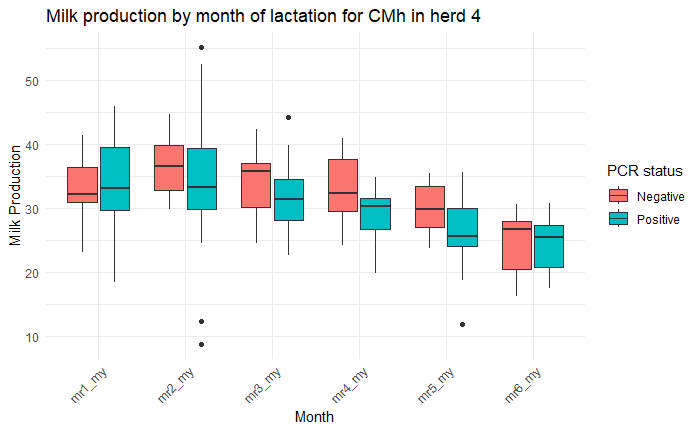 Milk production by month of lactation for CMh in herd 4
Milk Production
50
40
30
20
10
mr1_my
mr2_my
mr3_my
mr4_my
mr5_my
mr6_my
Month
PCR status
Negative
Positive